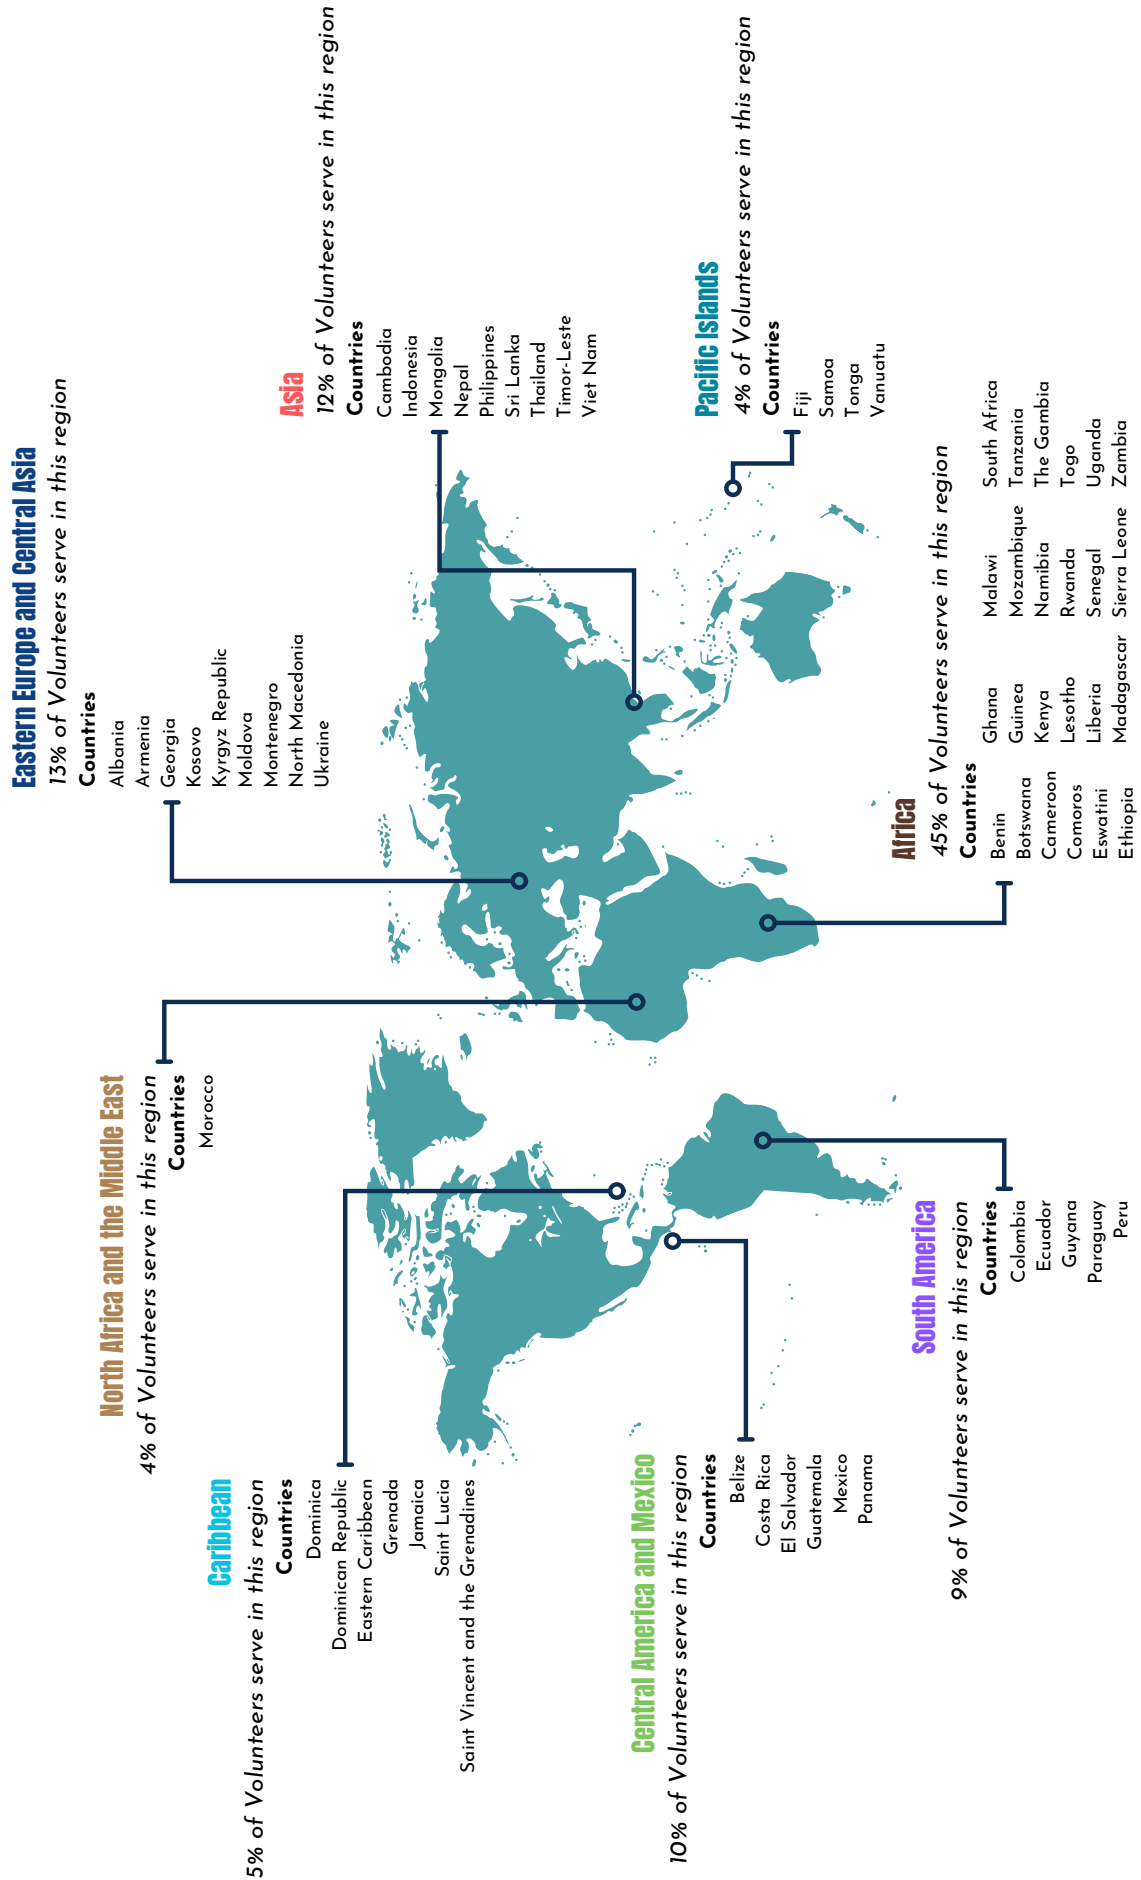 Eastern Europe and Central Asia
13% of Volunteers serve in this region
Countries
Albania
Armenia
Georgia
Kosovo
Kyrgyz Republic
Moldova
Montenegro
North Macedonia
Ukraine
North Africa and the Middle East
4% of Volunteers serve in this region
Countries
Morocco
Caribbean
5% of Volunteers serve in this region
Countries
Dominica
Dominican Republic
Eastern Caribbean
Grenada
Jamaica
Saint Lucia
Saint Vincent and the Grenadines
Asia
12% of Volunteers serve in this region
Countries
Cambodia
Indonesia
Mongolia
Nepal
Philippines
Sri Lanka
Thailand
Timor-Leste
Viet Nam
Central America and Mexico
10% of Volunteers serve in this region
Countries
Belize
Costa Rica
El Salvador
Guatemala
Mexico
Panama
Pacific Islands
4% of Volunteers serve in this region
Countries
Fiji
Samoa
Tonga
Vanuatu
South America
9% of Volunteers serve in this region
Countries
Colombia
Ecuador
Guyana
Paraguay
Peru
Africa
45% of Volunteers serve in this region
Countries
Benin
Botswana
Cameroon
Comoros
Eswatini
Ethiopia
Ghana
Guinea
Kenya
Lesotho
Liberia
Madagascar
Malawi
Mozambique
Namibia
Rwanda
Senegal
Sierra Leone
South Africa
Tanzania
The Gambia
Togo
Uganda
Zambia